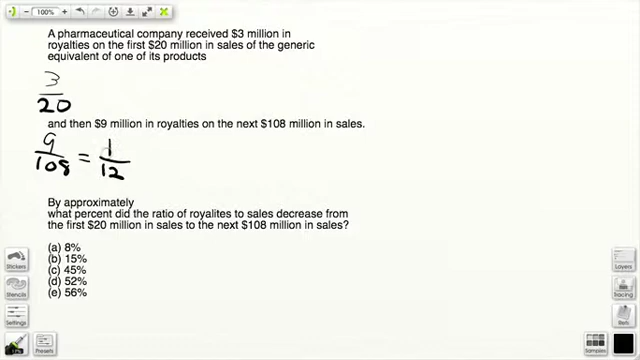 100%
A pharmaceutical company received $3 million in
royalties on the first $20 million in sales of the generic
equivalent of one of its products
3
20
and then $9 million in royalties on the next $108 million in sales.
9/108 = 1/12
By approximately
what percent did the ratio of royalites to sales decrease from
the first $20 million in sales to the next $108 million in sales?
(a) 8%
(b) 15%
(c) 45%
(d) 52%
(e) 56%
Stickers
Stencils
Settings
Presets
Layers
Tracing
Refs
Samples